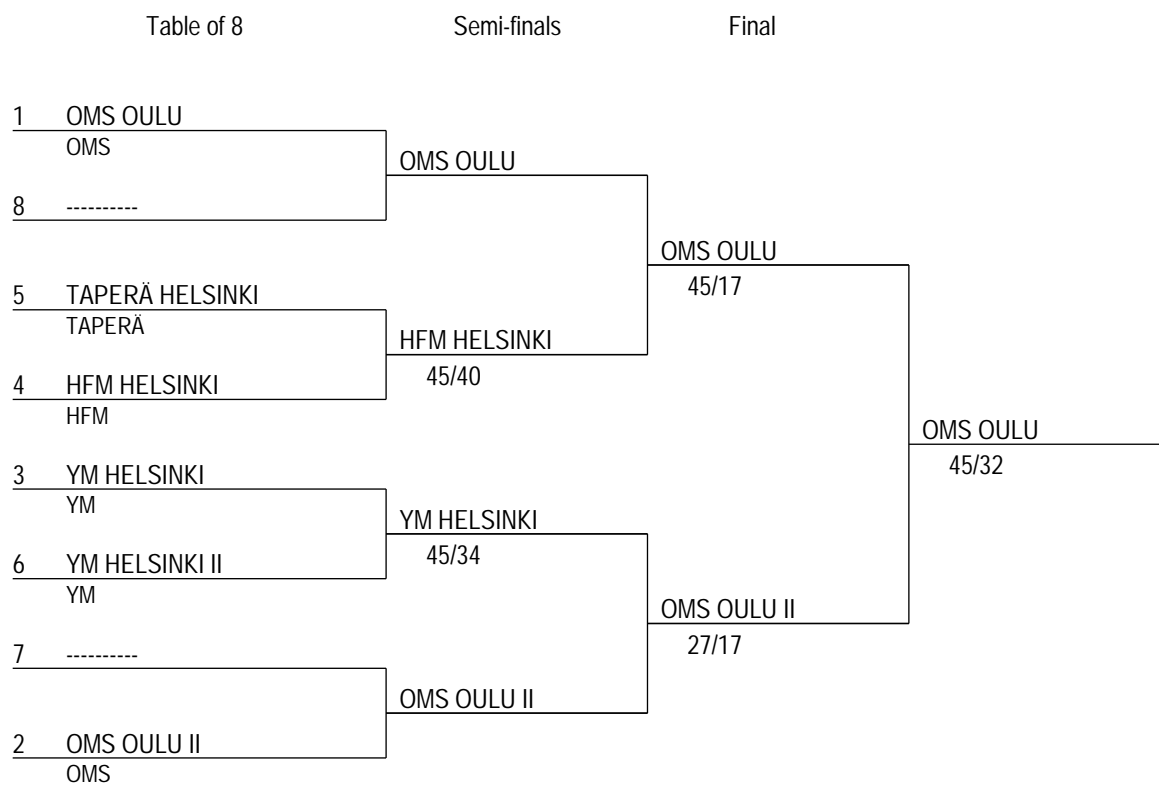 Table of 8 Semi-finals Final
1 OMS OULU
OMS
OMS OULU
8 ----------
OMS OULU
45/17
5 TAPERÄ HELSINKI
TAPERÄ
HFM HELSINKI
45/40
4 HFM HELSINKI
HFM
OMS OULU
45/32
3 YM HELSINKI
YM
YM HELSINKI
45/34
6 YM HELSINKI II
YM
OMS OULU II
27/17
7 ----------
OMS OULU II
2 OMS OULU II
OMS